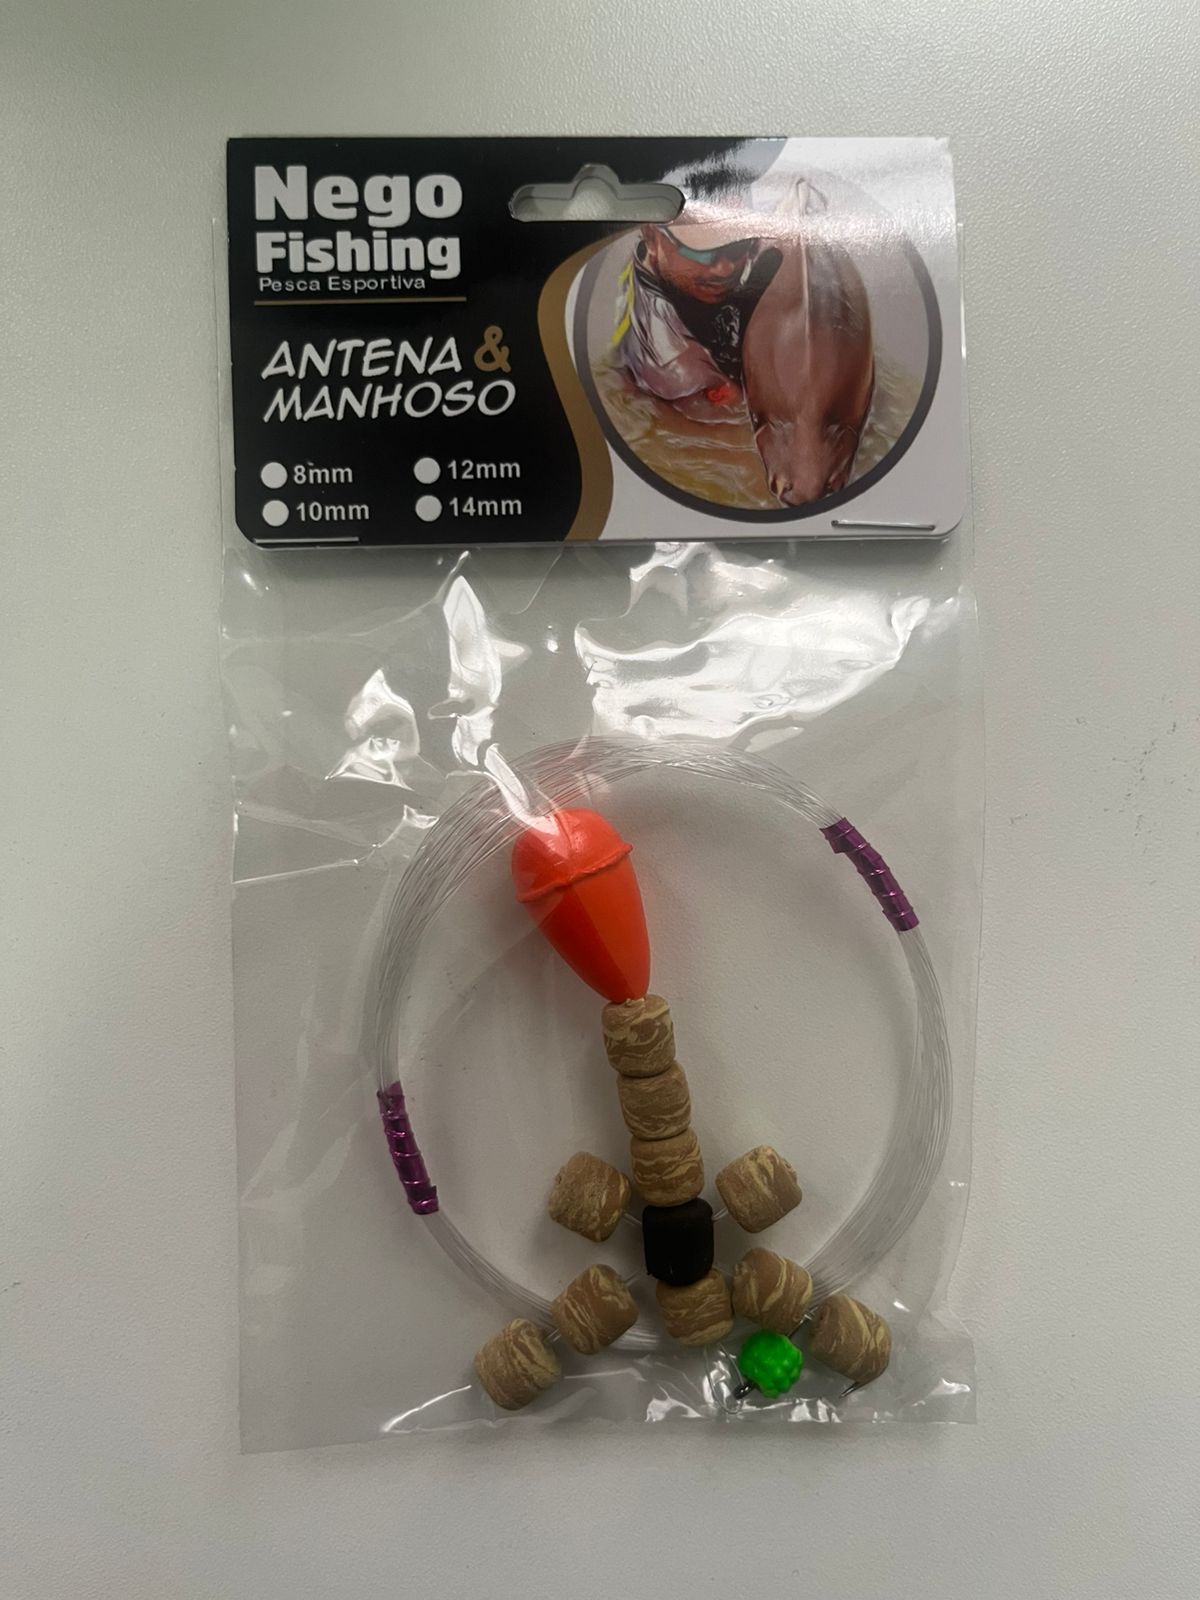 Nego
Fishing
Pesca Esportiva
ANTENA &
MANHOSO
8mm
12mm
10mm
14mm